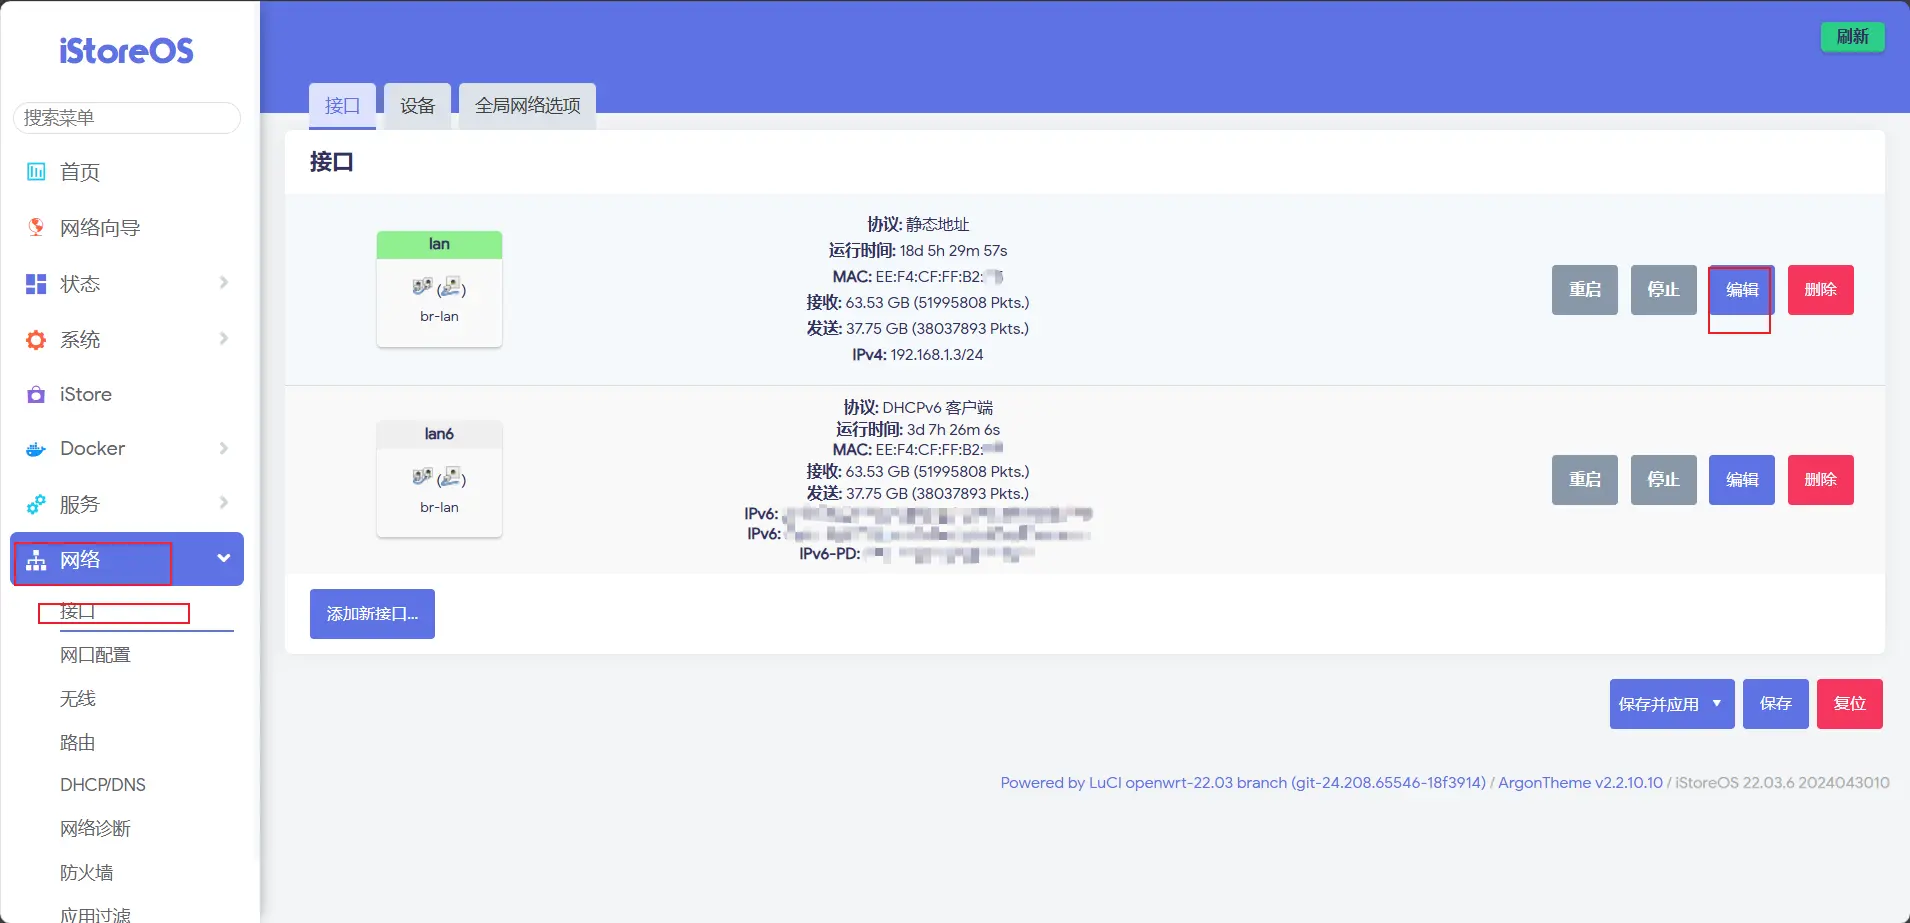 iStoreOS
搜索菜单
首页
网络向导
状态
系统
iStore
Docker
服务
网络
接口
网口配置
无线
路由
DHCP/DNS
网络诊断
防火墙
应用过滤
刷新
接口
设备
全局网络选项
接口
lan
br-lan
协议: 静态地址
运行时间: 18d 5h 29m 57s
MAC: EE:F4:CF:FF:B2:
接收: 63.53 GB (51995808 Pkts.)
发送: 37.75 GB (38037893 Pkts.)
IPv4: 192.168.1.3/24
重启
停止
编辑
删除
lan6
br-lan
协议: DHCPv6 客户端
运行时间: 3d 7h 26m 6s
MAC: EE:F4:CF:FF:B2:
接收: 63.53 GB (51995808 Pkts.)
发送: 37.75 GB (38037893 Pkts.)
IPv6:
IPv6:
IPv6-PD:
重启
停止
编辑
删除
添加新接口...
保存并应用
保存
复位
Powered by LuCI openwrt-22.03 branch (git-24.208.65546-18f3914) / ArgonTheme v2.2.10.10 / iStoreOS 22.03.6 2024043010